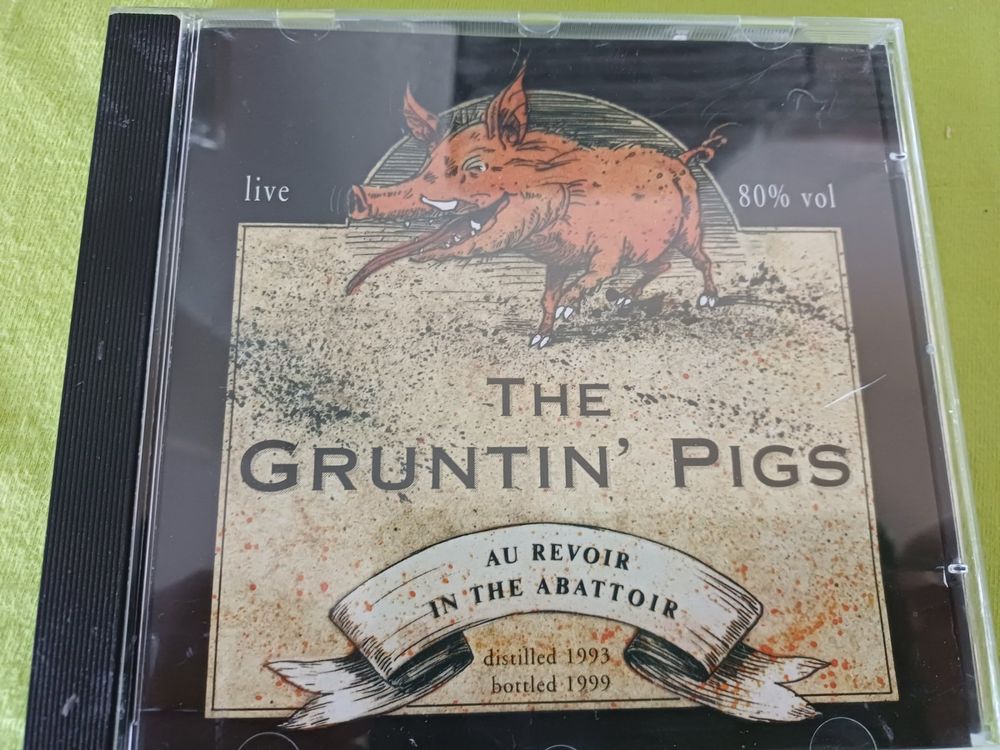 live
80% vol
THE
GRUNTIN' PIGS
AU REVOIR
IN THE ABATTOIR
distilled 1993
bottled 1999